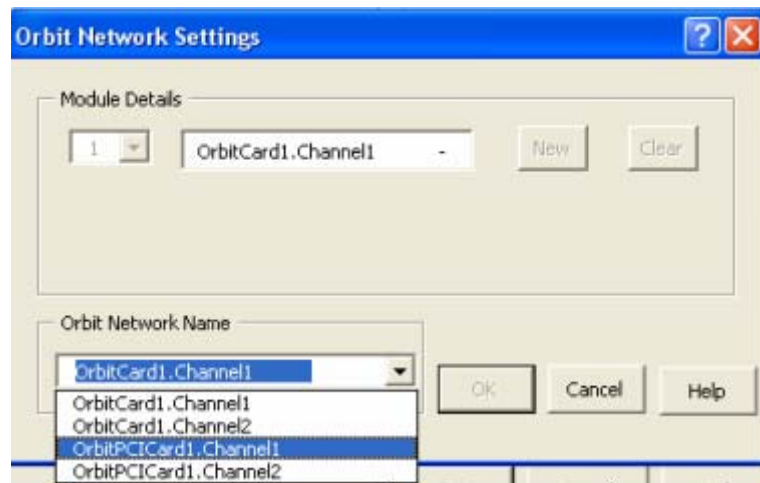 Orbit Network Settings
Module Details
1 OrbitCard1.Channel1 - New Clear
Orbit Network Name
OrbitCard1.Channel1
OK Cancel Help
OrbitCard1.Channel1
OrbitCard1.Channel2
OrbitPCICard1.Channel1
OrbitPCICard1.Channel2